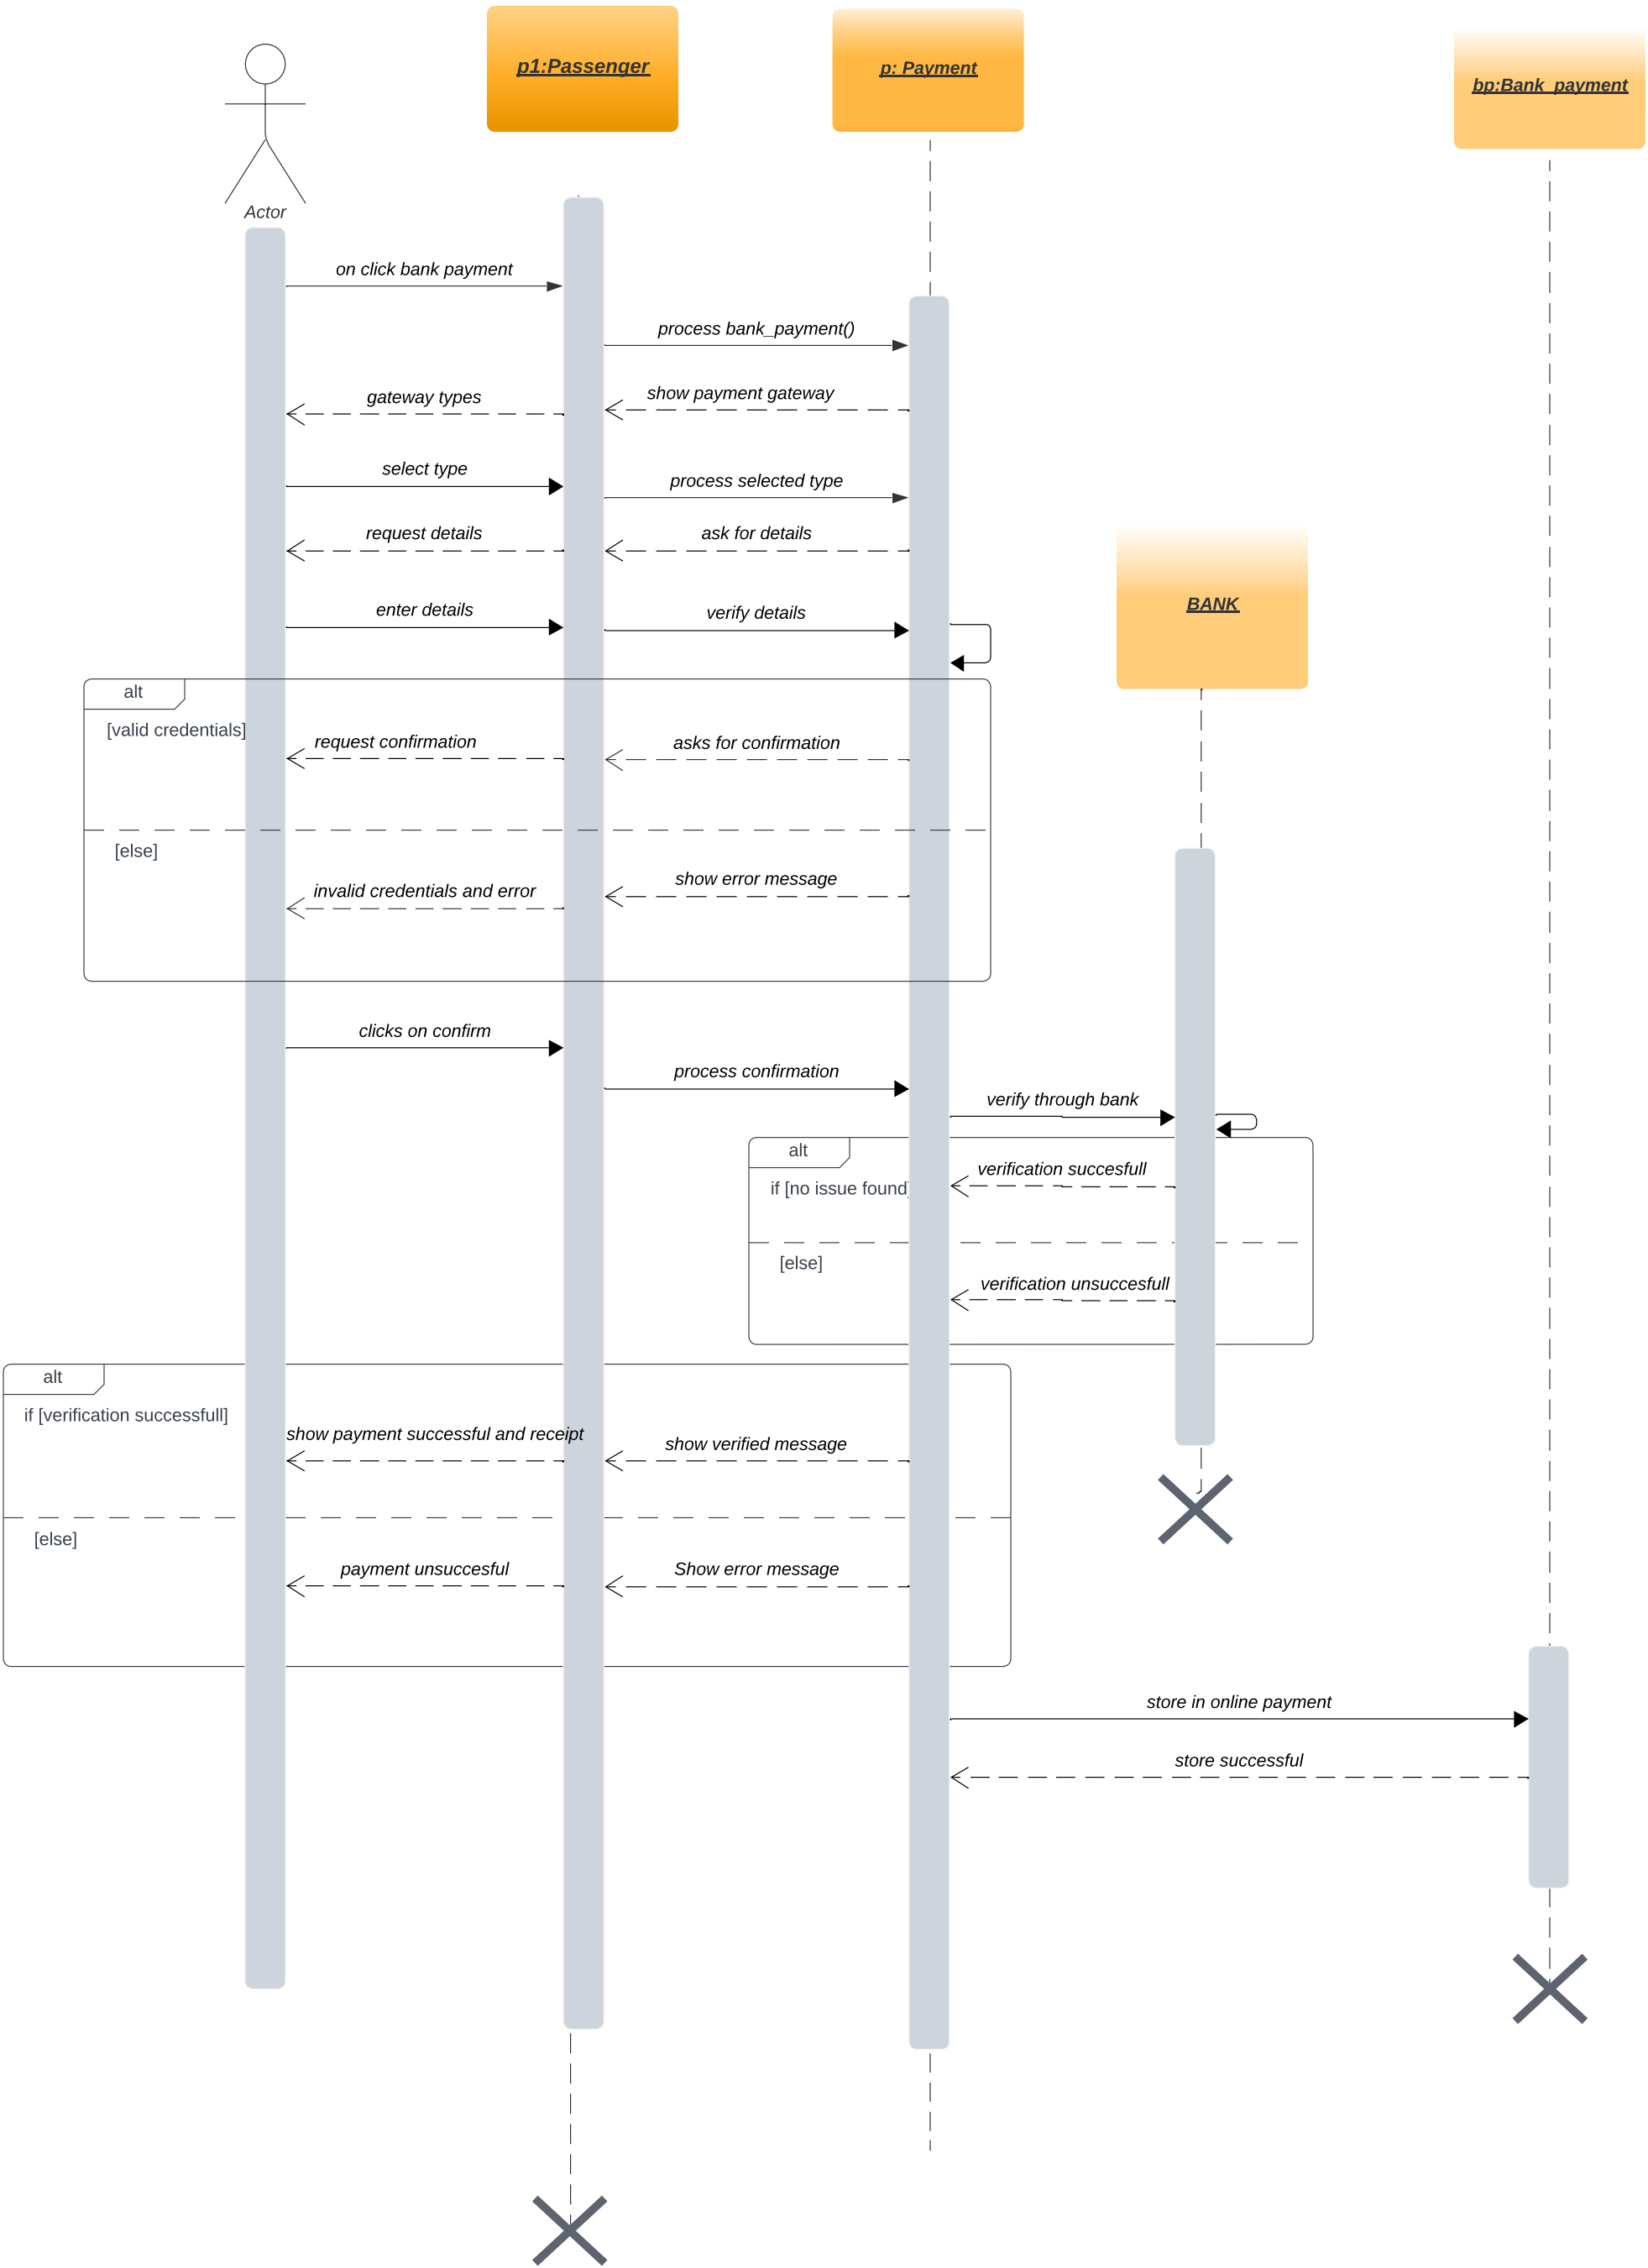 p1:Passenger
p: Payment
bp:Bank_payment
Actor
on click bank payment
process bank_payment()
show payment gateway
gateway types
select type
process selected type
request details
ask for details
BANK
enter details
verify details
alt
[valid credentials]
request confirmation
asks for confirmation
[else]
show error message
invalid credentials and error
clicks on confirm
process confirmation
verify through bank
alt
verification succesfull
if [no issue found]
[else]
verification unsuccesfull
alt
if [verification successfull]
show payment successful and receipt
show verified message
[else]
payment unsuccesful
Show error message
store in online payment
store successful